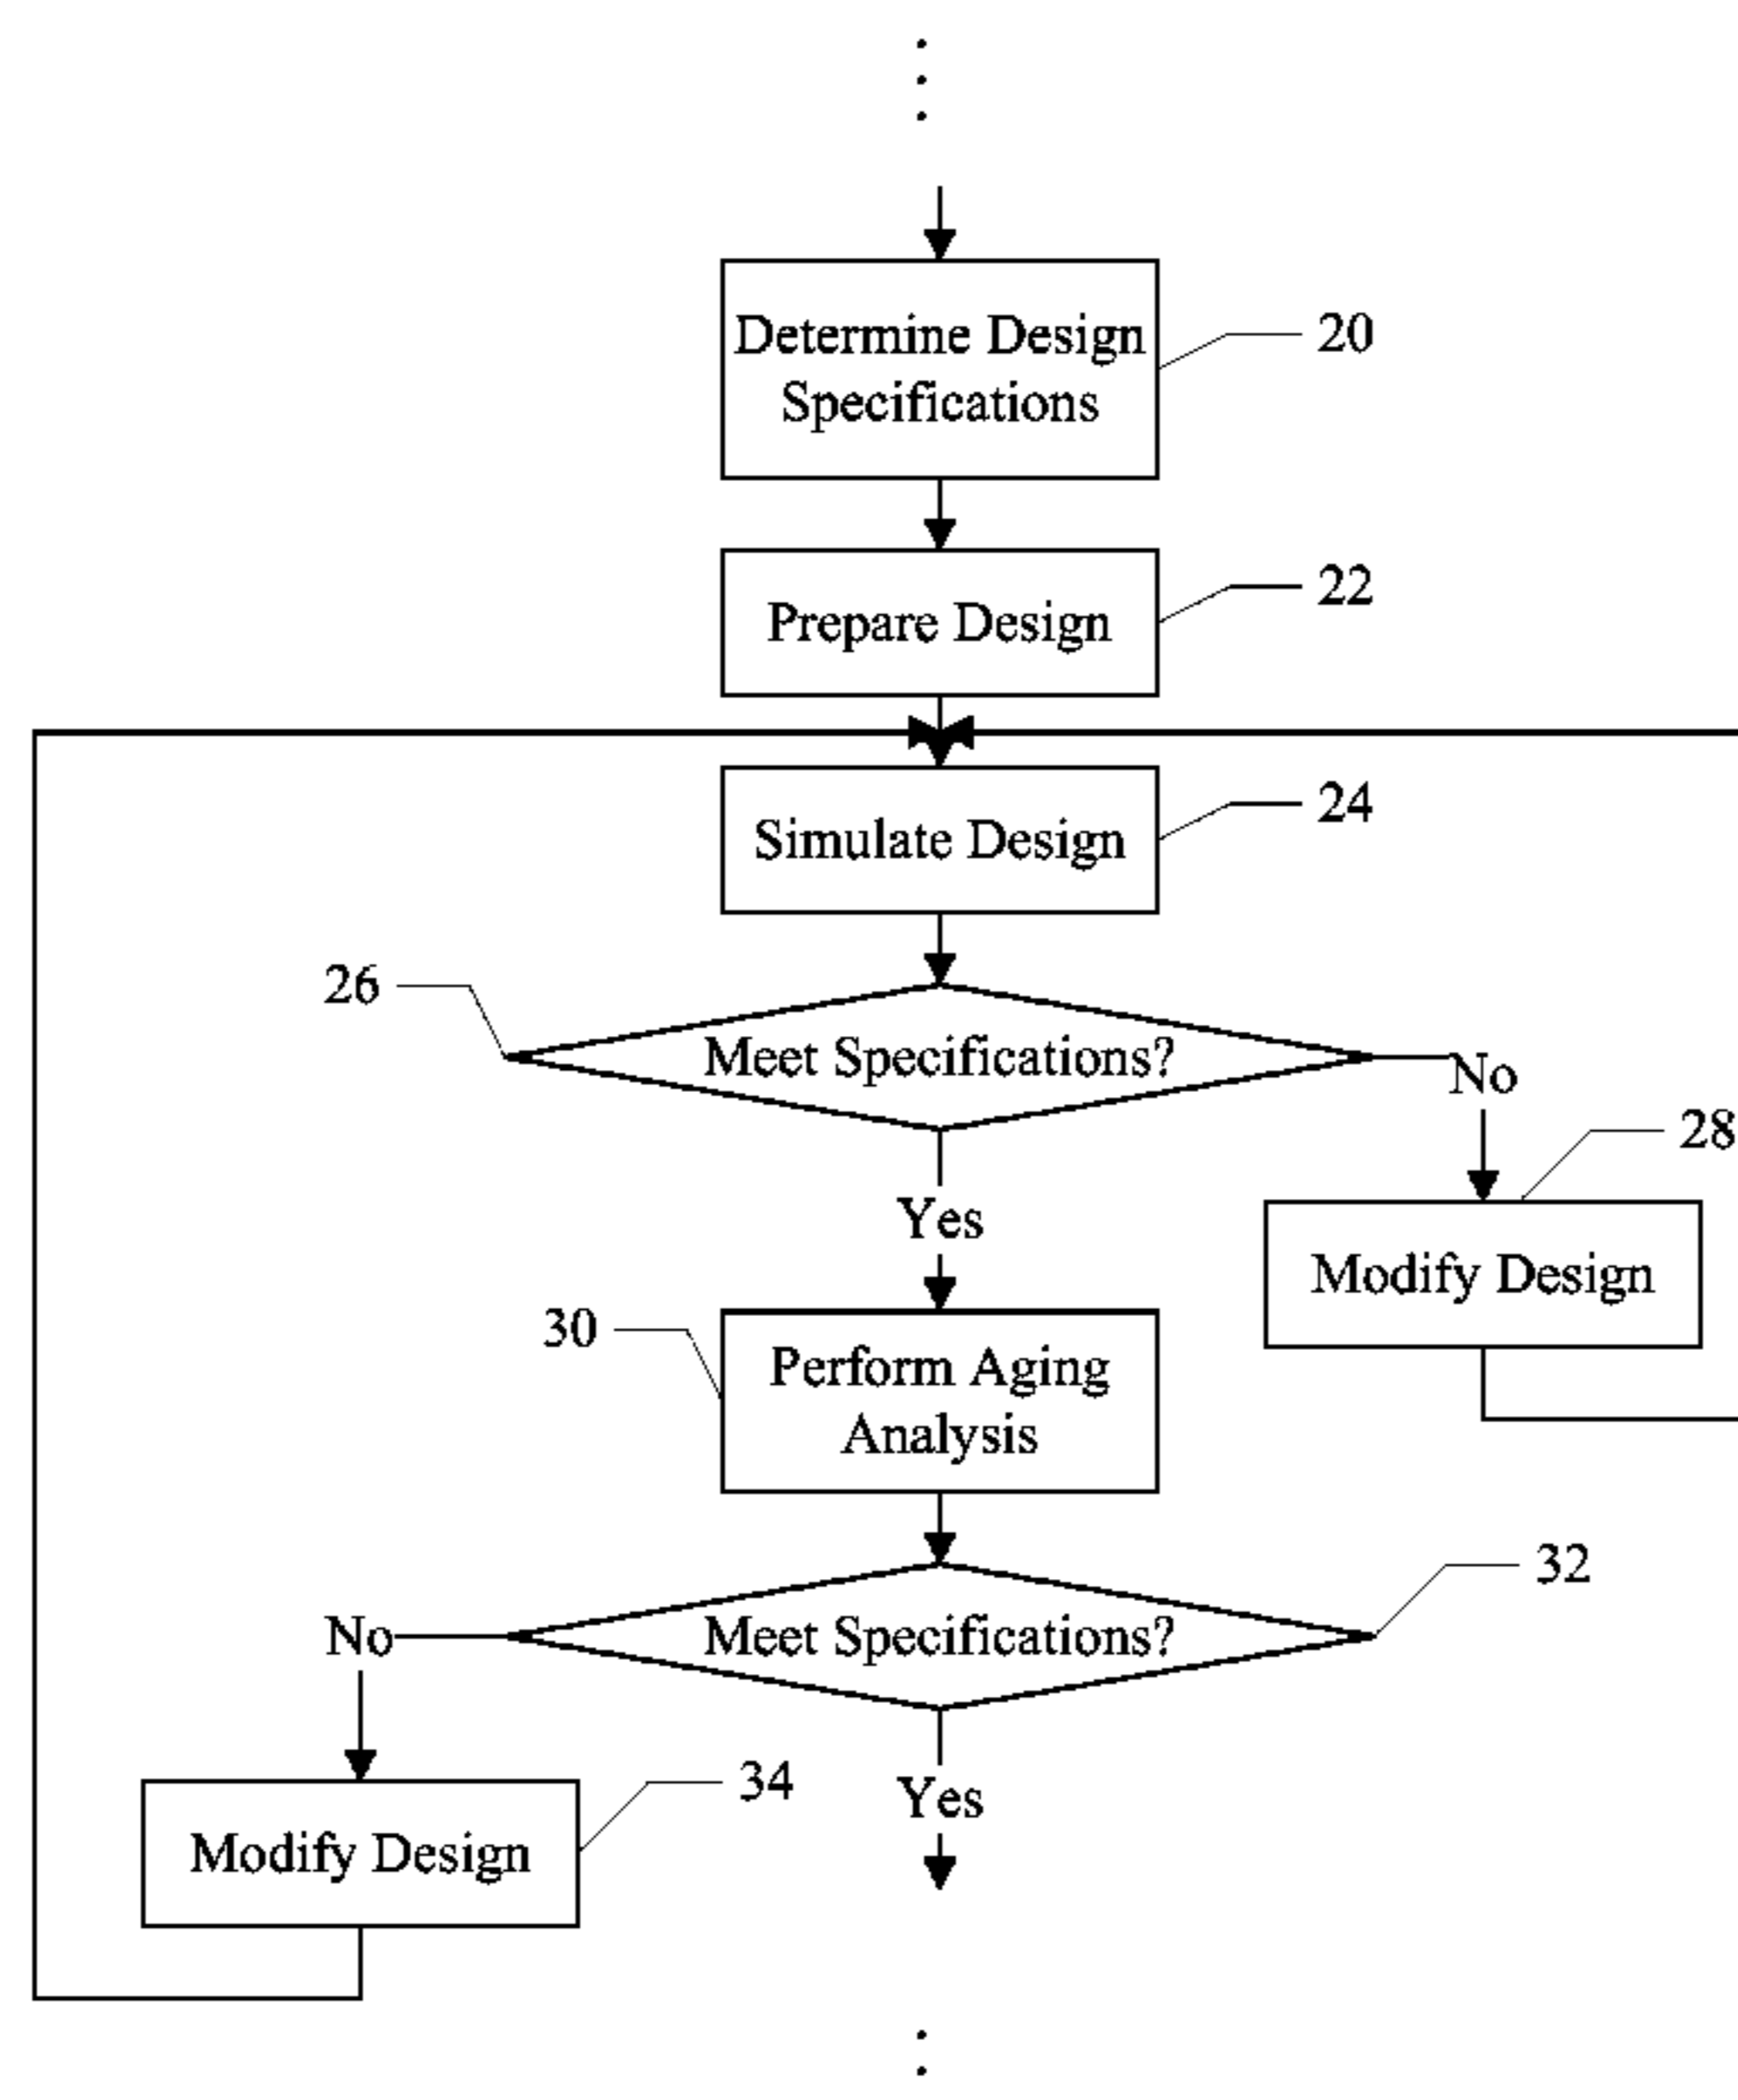 Determine Design
Specifications
20
Prepare Design
22
Simulate Design
24
26
Meet Specifications?
No
28
Yes
Modify Design
30
Perform Aging
Analysis
32
No
Meet Specifications?
34
Yes
Modify Design